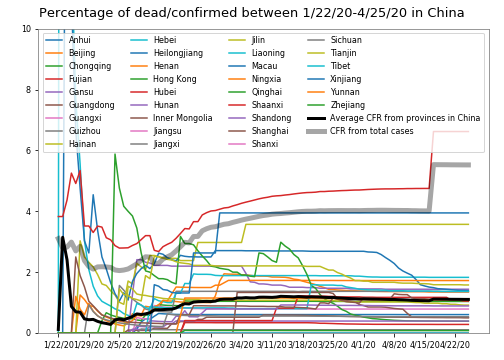 Percentage of dead/confirmed between 1/22/20-4/25/20 in China
10
8
6
4
2
0
Anhui Hebei Jilin Sichuan
Beijing Heilongjiang Liaoning Tianjin
Chongqing Henan Macau Tibet
Fujian Hong Kong Ningxia Xinjiang
Gansu Hubei Qinghai Yunnan
Guangdong Hunan Shaanxi Zhejiang
Guangxi Inner Mongolia Shandong Average CFR from provinces in China
Guizhou Jiangsu Shanghai CFR from total cases
Hainan Jiangxi Shanxi
1/22/20 1/29/20 2/5/20 2/12/20 2/19/20 2/26/20 3/4/20 3/11/20 3/18/20 3/25/20 4/1/20 4/8/20 4/15/20 4/22/20